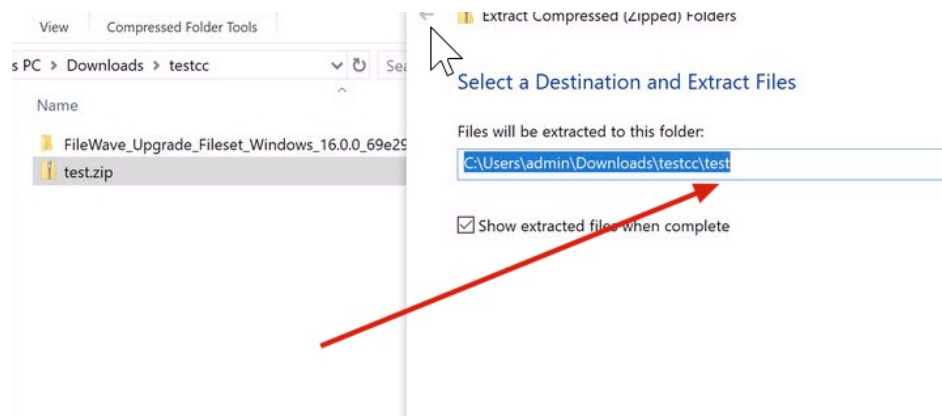 View
Compressed Folder Tools
s PC > Downloads > testcc
Sea
Name
FileWave_Upgrade_Fileset_Windows_16.0.0_69e29
test.zip
Extract Compressed (Zipped) Folders
Select a Destination and Extract Files
Files will be extracted to this folder:
C:\Users\admin\Downloads\testcc\test
Show extracted files when complete